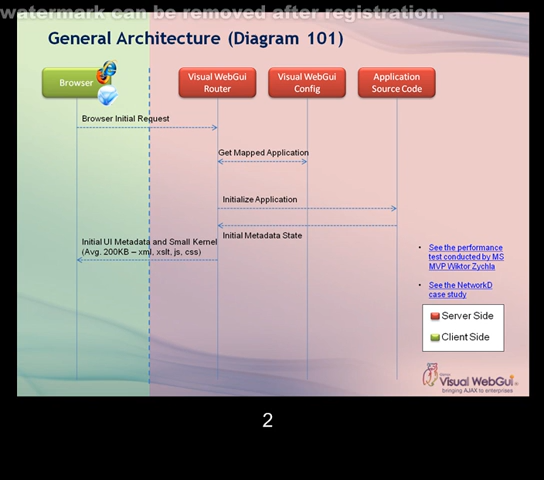 watermark can be removed after registration.
General Architecture (Diagram 101)
Browser
Visual WebGui
Router
Visual WebGui
Config
Application
Source Code
Browser Initial Request
Get Mapped Application
Initialize Application
Initial Metadata State
Initial UI Metadata and Small Kernel
(Avg. 200KB – xml, xslt, js, css)
• See the performance
test conducted by MS
MVP Wiktor Zychla
• See the NetworkD
case study
Server Side
Client Side
Visual WebGui
bringing AJAX to enterprises
2